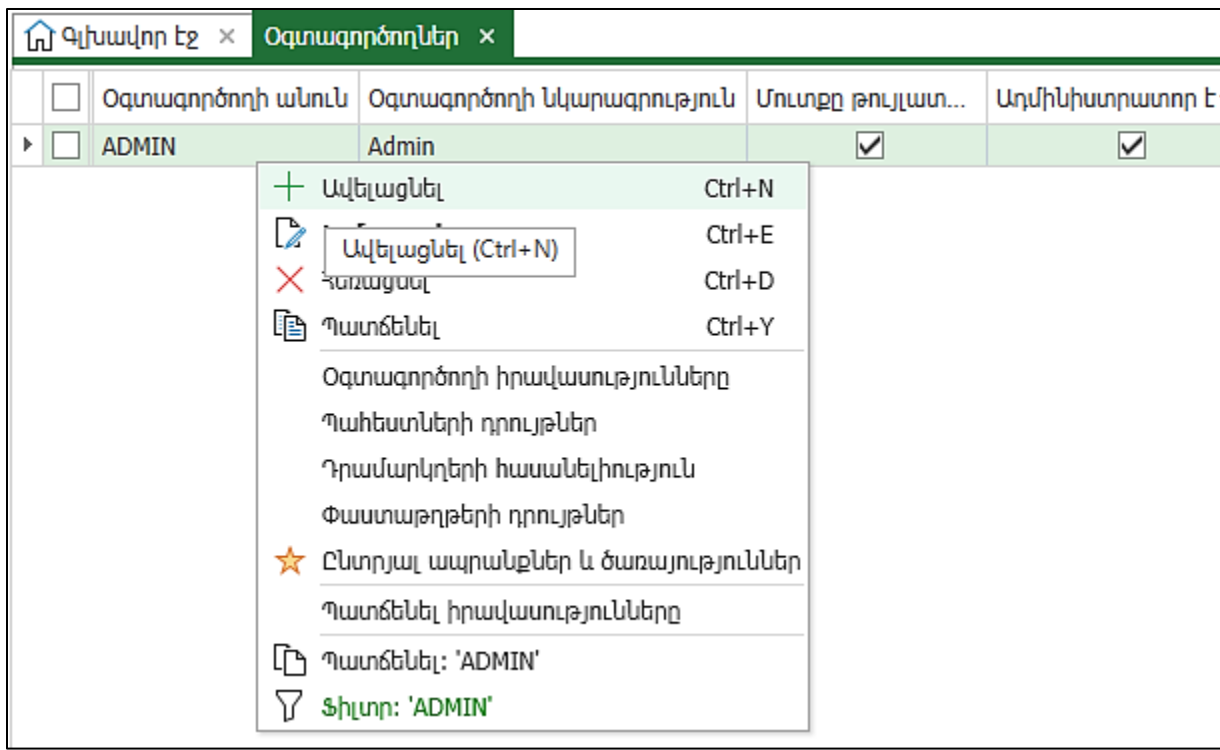 Գլխավոր էջ × Օգտագործողներ ×
Օգտագործողի անուն Օգտագործողի նկարագրություն Մուտքը թույլատ... Ադմինիստրատոր է
ADMIN Admin
Ավելացնել Ctrl+N
Ctrl+E
Ավելացնել (Ctrl+N)
Հեռացնել Ctrl+D
Պատճենել Ctrl+Y
Օգտագործողի իրավասությունները
Պահեստների դրույթներ
Դրամարկղերի հասանելիություն
Փաստաթղթերի դրույթներ
Ընտրյալ ապրանքներ և ծառայություններ
Պատճենել իրավասությունները
Պատճենել: 'ADMIN'
Ֆիլտր: 'ADMIN'